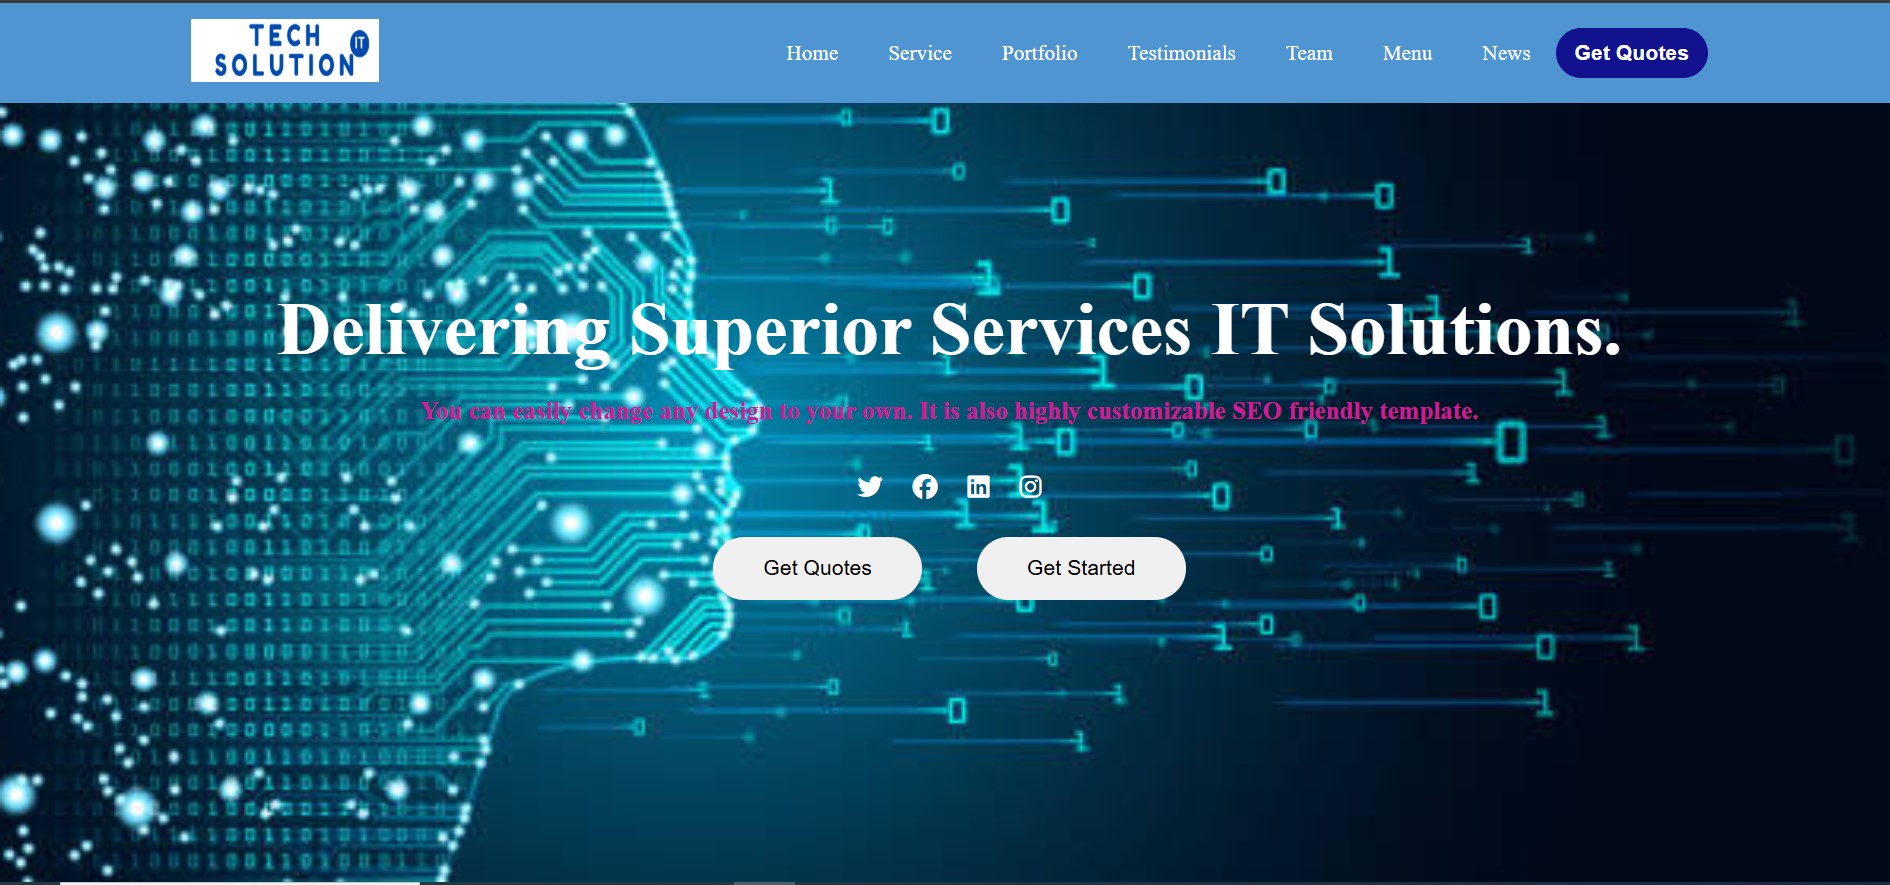 TECH
SOLUTION IT
Home Service Portfolio Testimonials Team Menu News Get Quotes
Delivering Superior Services IT Solutions.
You can easily change any design to your own. It is also highly customizable SEO friendly template.
Get Quotes Get Started